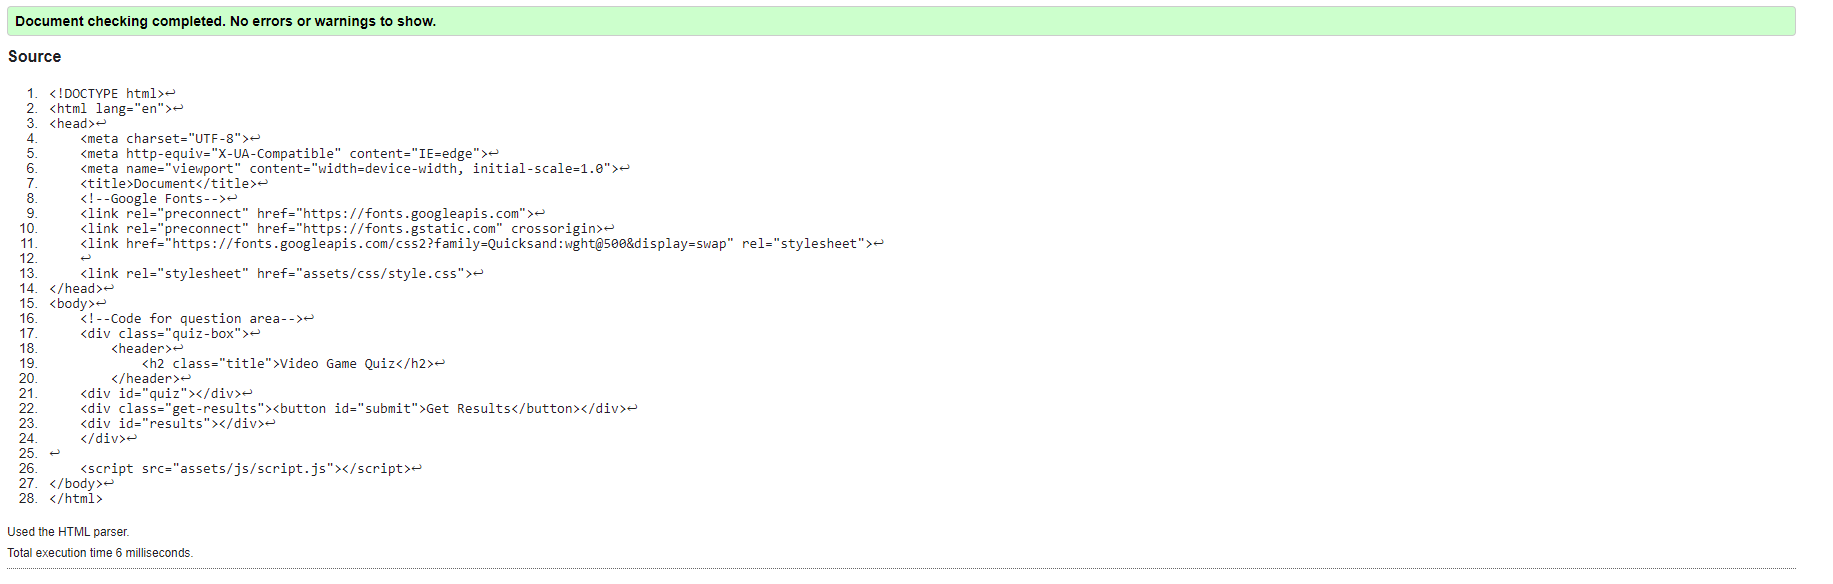 Document checking completed. No errors or warnings to show.
Source
1. <!DOCTYPE html>↩
2. <html lang="en">↩
3. <head>↩
4.     <meta charset="UTF-8">↩
5.     <meta http-equiv="X-UA-Compatible" content="IE=edge">↩
6.     <meta name="viewport" content="width=device-width, initial-scale=1.0">↩
7.     <title>Document</title>↩
8.     <!--Google Fonts-->↩
9.     <link rel="preconnect" href="https://fonts.googleapis.com">↩
10.     <link rel="preconnect" href="https://fonts.gstatic.com" crossorigin>↩
11.     <link href="https://fonts.googleapis.com/css2?family=Quicksand:wght@500&display=swap" rel="stylesheet">↩
12.     ↩
13.     <link rel="stylesheet" href="assets/css/style.css">↩
14. </head>↩
15. <body>↩
16.     <!--Code for question area-->↩
17.     <div class="quiz-box">↩
18.         <header>↩
19.             <h2 class="title">Video Game Quiz</h2>↩
20.         </header>↩
21.     <div id="quiz"></div>↩
22.     <div class="get-results"><button id="submit">Get Results</button></div>↩
23.     <div id="results"></div>↩
24.     </div>↩
25. ↩
26.     <script src="assets/js/script.js"></script>↩
27. </body>↩
28. </html>
Used the HTML parser.
Total execution time 6 milliseconds.